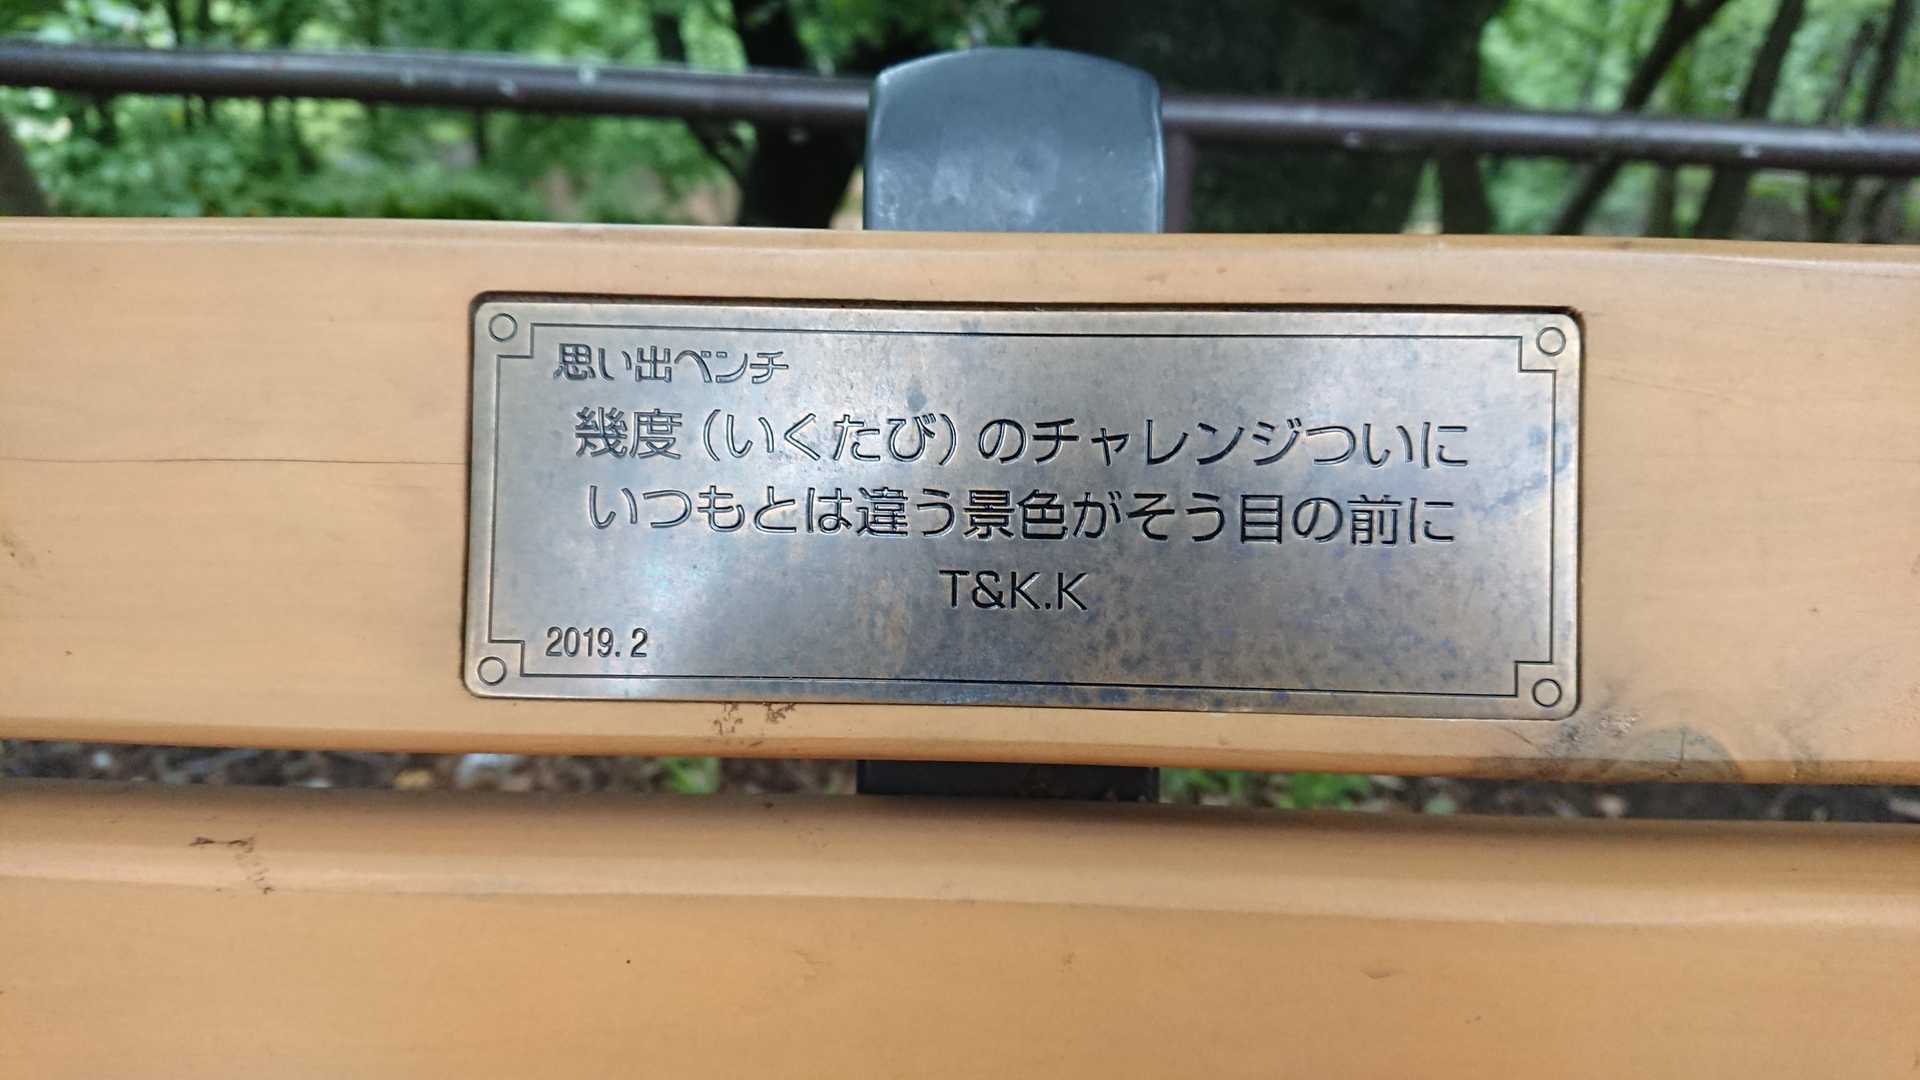 思い出ベンチ
幾度（いくたび）のチャレンジついに
いつもとは違う景色がそう目の前に
T&K.K
2019.2